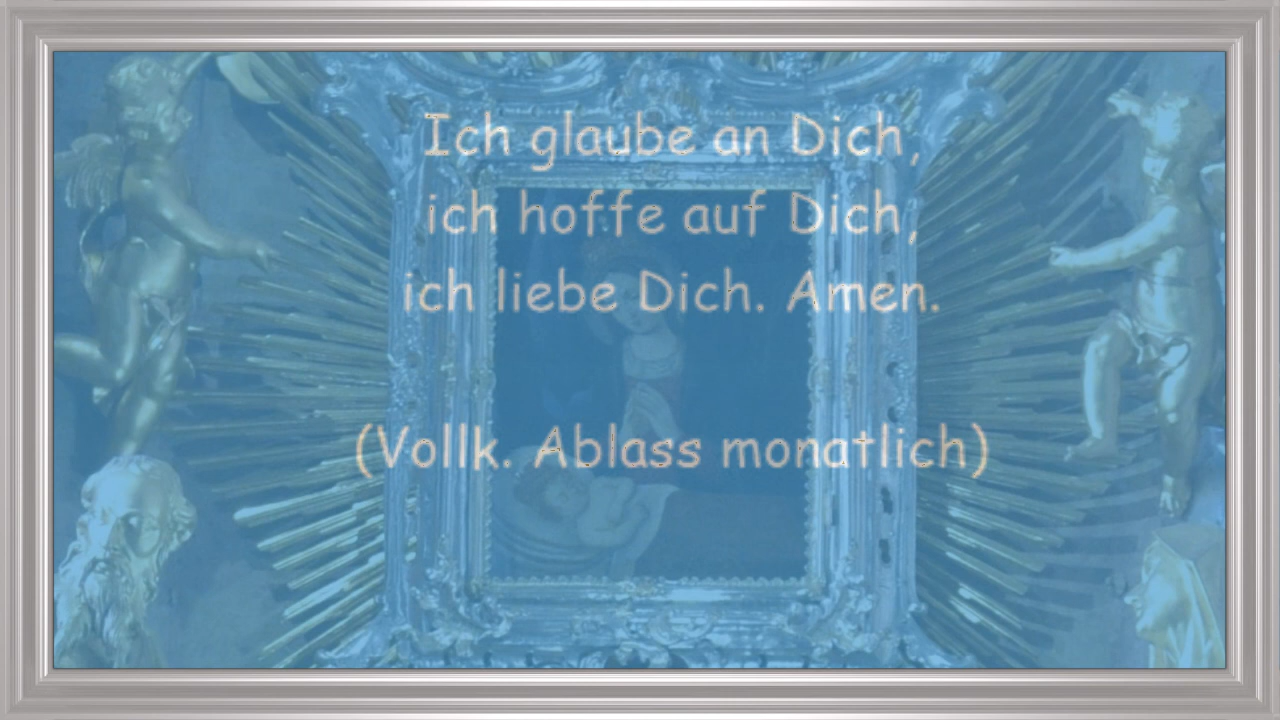 Ich glaube an Dich,
ich hoffe auf Dich,
ich liebe Dich. Amen.
(Vollk. Ablass monatlich)